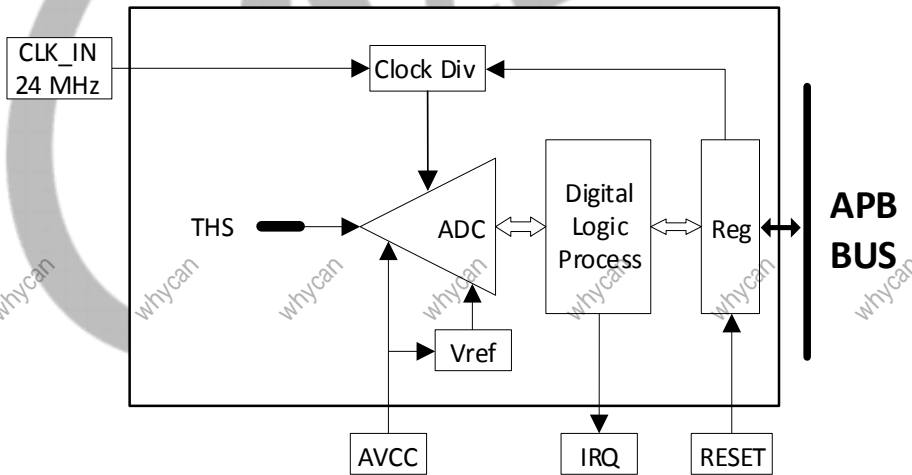 CLK_IN
24 MHz
Clock Div
THS
ADC
Digital
Logic
Process
Reg
APB
BUS
Vref
AVCC
IRQ
RESET
whycan
whycan
whycan
whycan
whycan
whycan
whycan